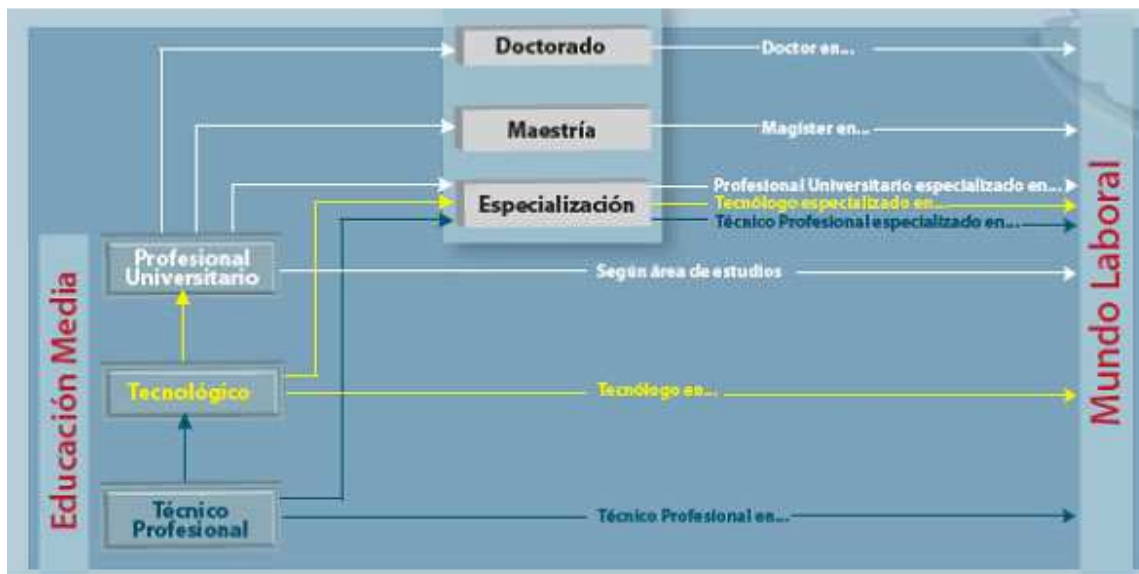 Doctorado
Doctor en...
Maestría
Magíster en...
Especialización
Profesional Universitario especializado en...
Tecnólogo especializado en...
Técnico Profesional especializado en...
Profesional
Universitario
Según área de estudios
Tecnológico
Tecnólogo en...
Técnico
Profesional
Técnico Profesional en...
Educación Media
Mundo Laboral